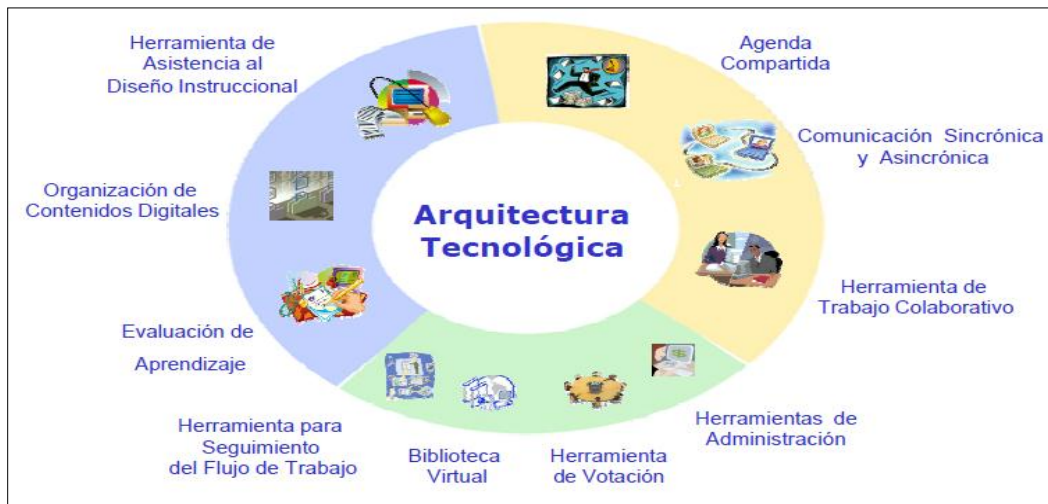 Herramienta de
Asistencia al
Diseño Instruccional
Agenda
Compartida
Comunicación Sincrónica
y Asincrónica
Organización de
Contenidos Digitales
Arquitectura
Tecnológica
Herramienta de
Trabajo Colaborativo
Evaluación de
Aprendizaje
Herramienta para
Seguimiento
del Flujo de Trabajo
Biblioteca
Virtual
Herramienta
de Votación
Herramientas de
Administración